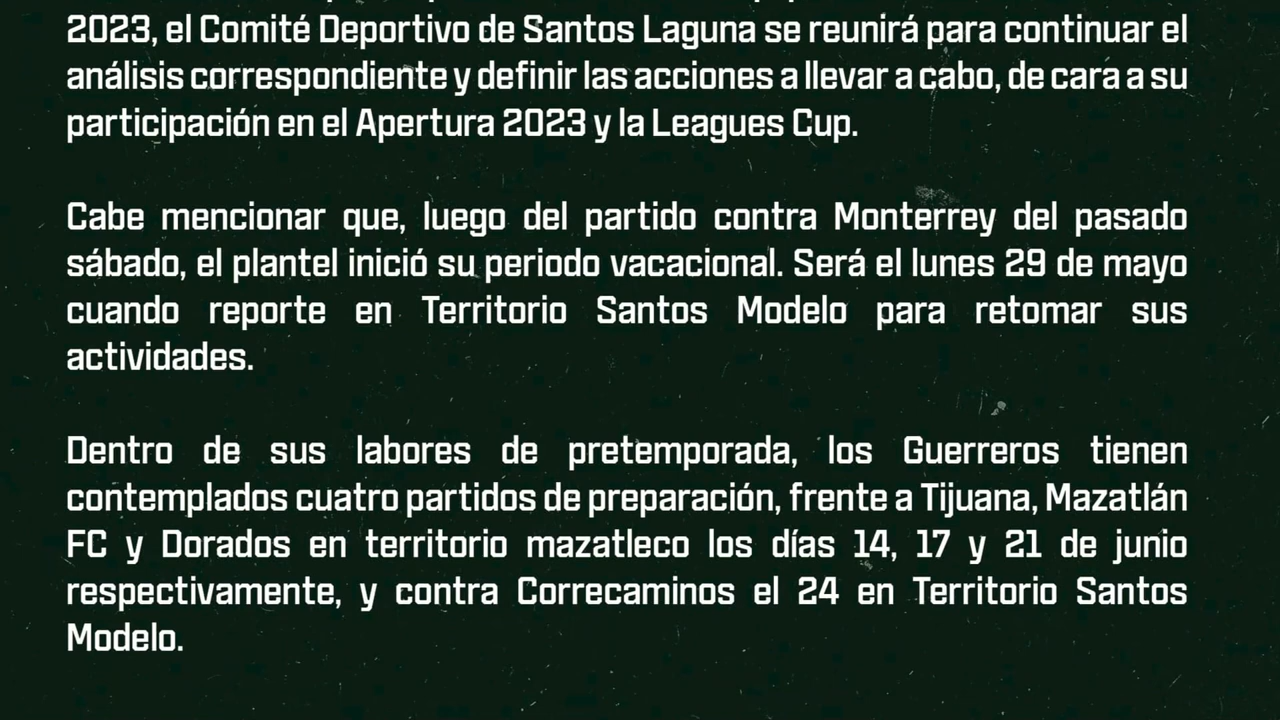 2023, el Comité Deportivo de Santos Laguna se reunirá para continuar el
análisis correspondiente y definir las acciones a llevar a cabo, de cara a su
participación en el Apertura 2023 y la Leagues Cup.
Cabe mencionar que, luego del partido contra Monterrey del pasado
sábado, el plantel inició su periodo vacacional. Será el lunes 29 de mayo
cuando reporte en Territorio Santos Modelo para retomar sus
actividades.
Dentro de sus labores de pretemporada, los Guerreros tienen
contemplados cuatro partidos de preparación, frente a Tijuana, Mazatlán
FC y Dorados en territorio mazatleco los días 14, 17 y 21 de junio
respectivamente, y contra Correcaminos el 24 en Territorio Santos
Modelo.